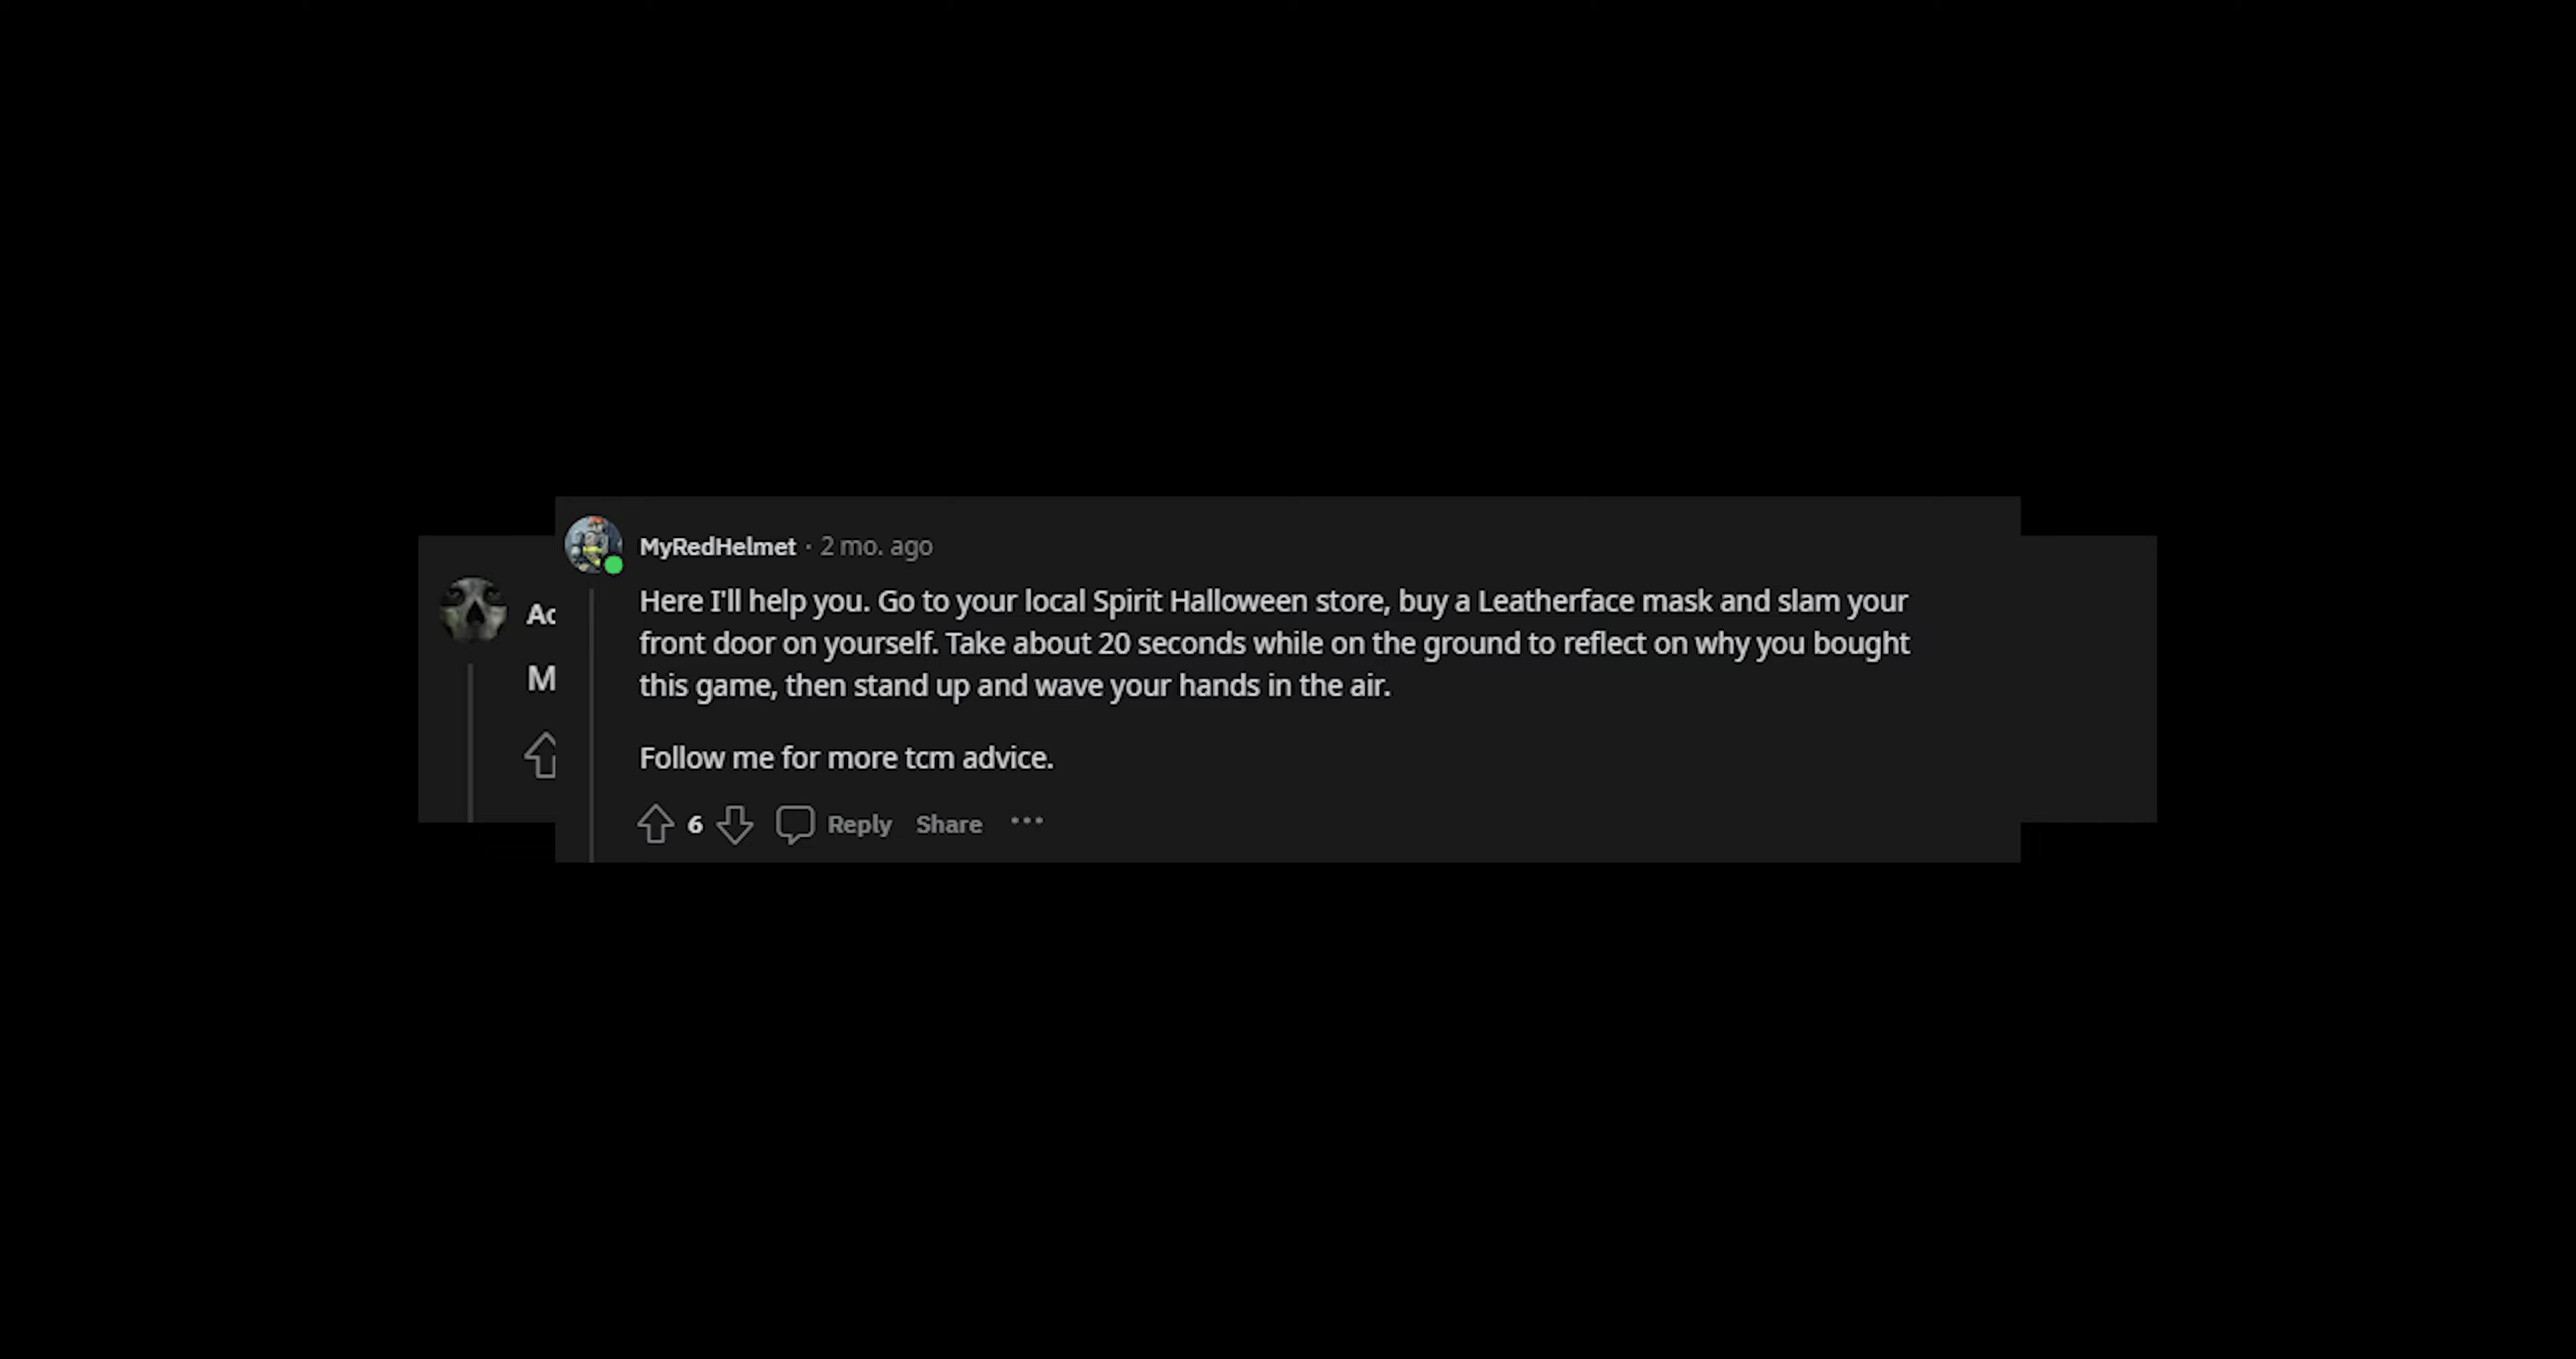 MyRedHelmet · 2 mo. ago
Here I'll help you. Go to your local Spirit Halloween store, buy a Leatherface mask and slam your
front door on yourself. Take about 20 seconds while on the ground to reflect on why you bought
this game, then stand up and wave your hands in the air.
Follow me for more tcm advice.
6 Reply Share ...